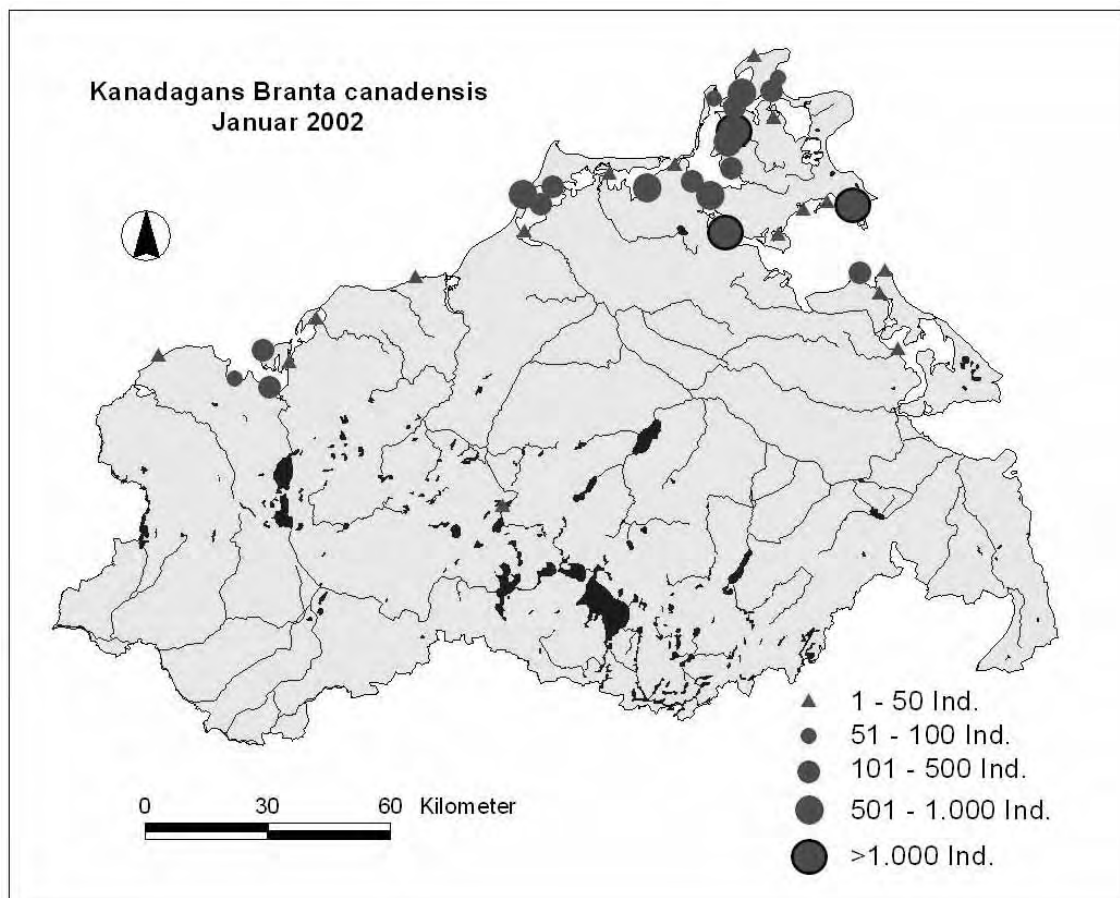 Kanadagans Branta canadensis
Januar 2002
1 - 50 Ind.
51 - 100 Ind.
101 - 500 Ind.
501 - 1.000 Ind.
>1.000 Ind.
0 30 60 Kilometer